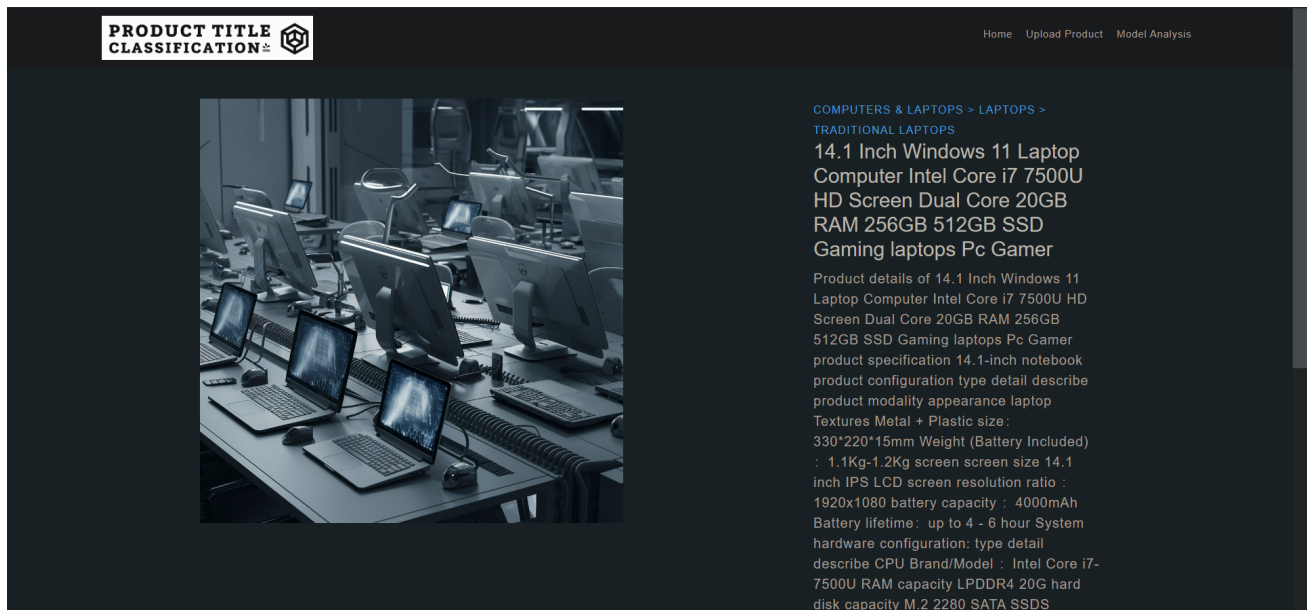 PRODUCT TITLE
CLASSIFICATION
Home Upload Product Model Analysis
COMPUTERS & LAPTOPS > LAPTOPS >
TRADITIONAL LAPTOPS
14.1 Inch Windows 11 Laptop
Computer Intel Core i7 7500U
HD Screen Dual Core 20GB
RAM 256GB 512GB SSD
Gaming laptops Pc Gamer
Product details of 14.1 Inch Windows 11
Laptop Computer Intel Core i7 7500U HD
Screen Dual Core 20GB RAM 256GB
512GB SSD Gaming laptops Pc Gamer
product specification 14.1-inch notebook
product configuration type detail describe
product modality appearance laptop
Textures Metal + Plastic size：
330*220*15mm Weight (Battery Included)
： 1.1Kg-1.2Kg screen screen size 14.1
inch IPS LCD screen resolution ratio：
1920x1080 battery capacity： 4000mAh
Battery lifetime： up to 4 - 6 hour System
hardware configuration: type detail
describe CPU Brand/Model： Intel Core i7-
7500U RAM capacity LPDDR4 20G hard
disk capacity M.2 2280 SATA SSDS